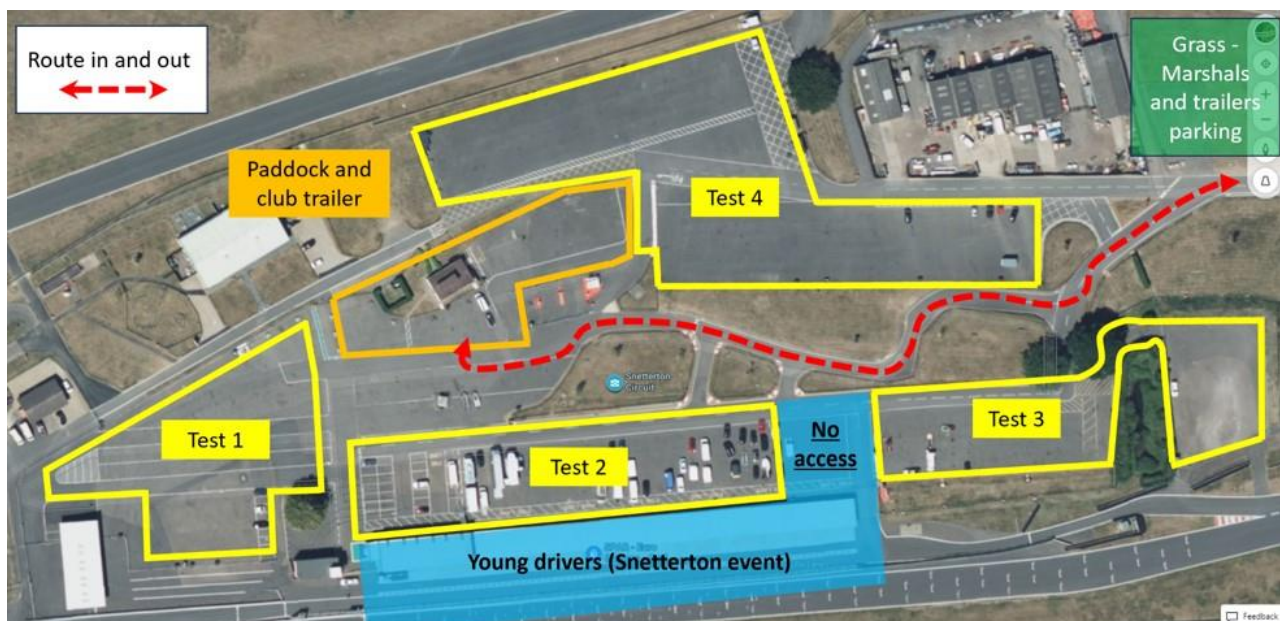 Route in and out
Grass -
Marshals
and trailers
parking
Paddock and
club trailer
Test 4
Snetterton
Circuit
Test 1
Test 2
No
access
Test 3
Young drivers (Snetterton event)
Feedback